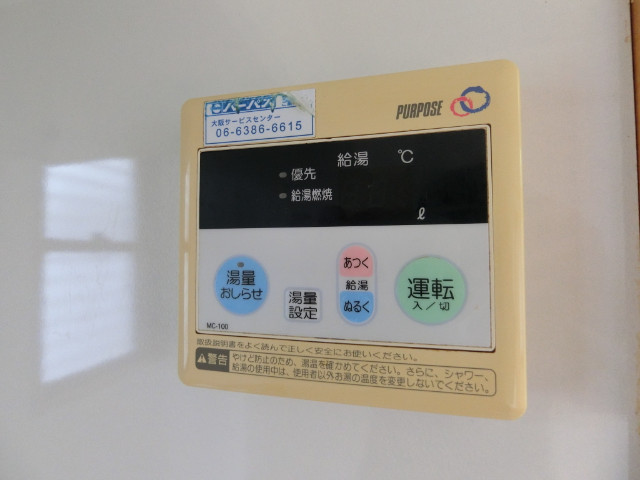 パーパス
大阪サービスセンター
06-6386-6615
PURPOSE
給湯 ℃
優先
給湯燃焼
ℓ
湯量
おしらせ
湯量
設定
あつく
給湯
ぬるく
運転
入／切
MC-100
取扱説明書をよく読んで正しく安全にお使いください。
警告 やけど防止のため、湯温を確かめてください。さらに、シャワー、
給湯の使用中は、使用者以外お湯の温度を変更しないでください。